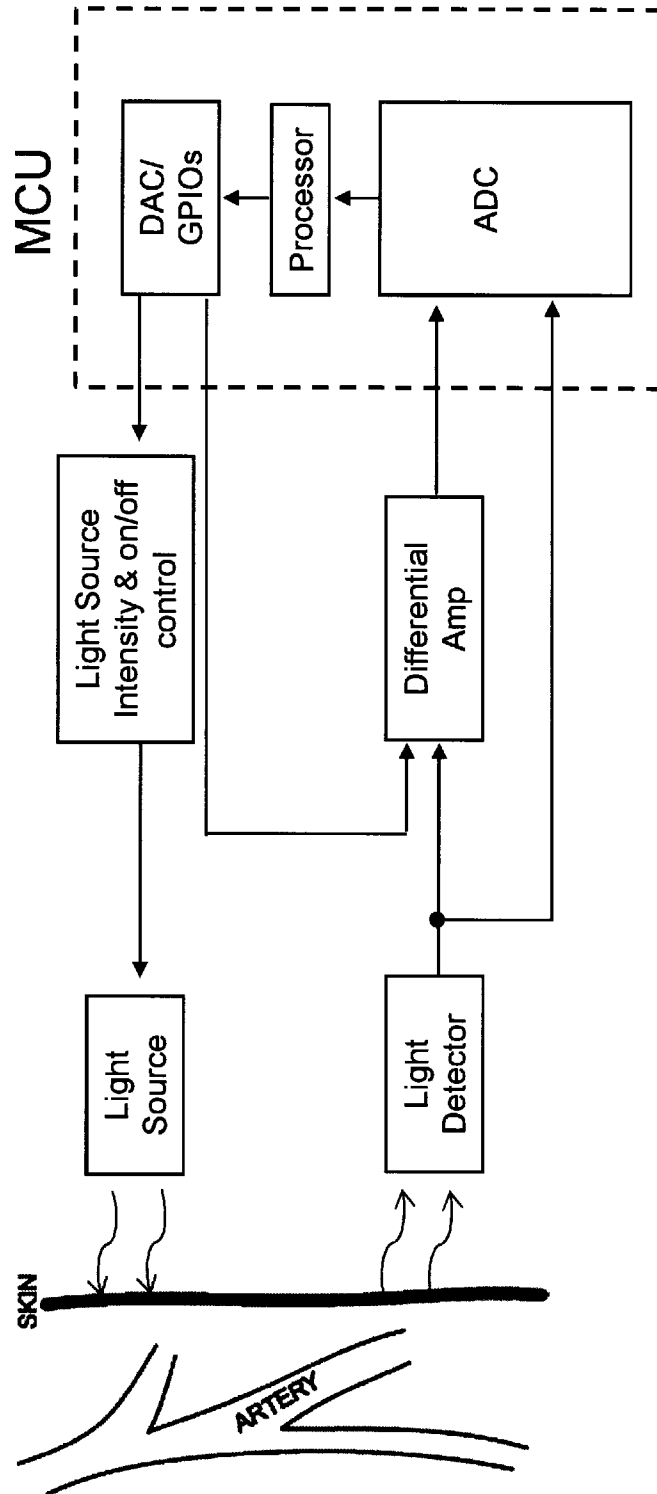 MCU
DAC/
GPIOs
Processor
ADC
Light Source
Intensity & on/off
control
Differential
Amp
Light
Source
Light
Detector
SKIN
ARTERY